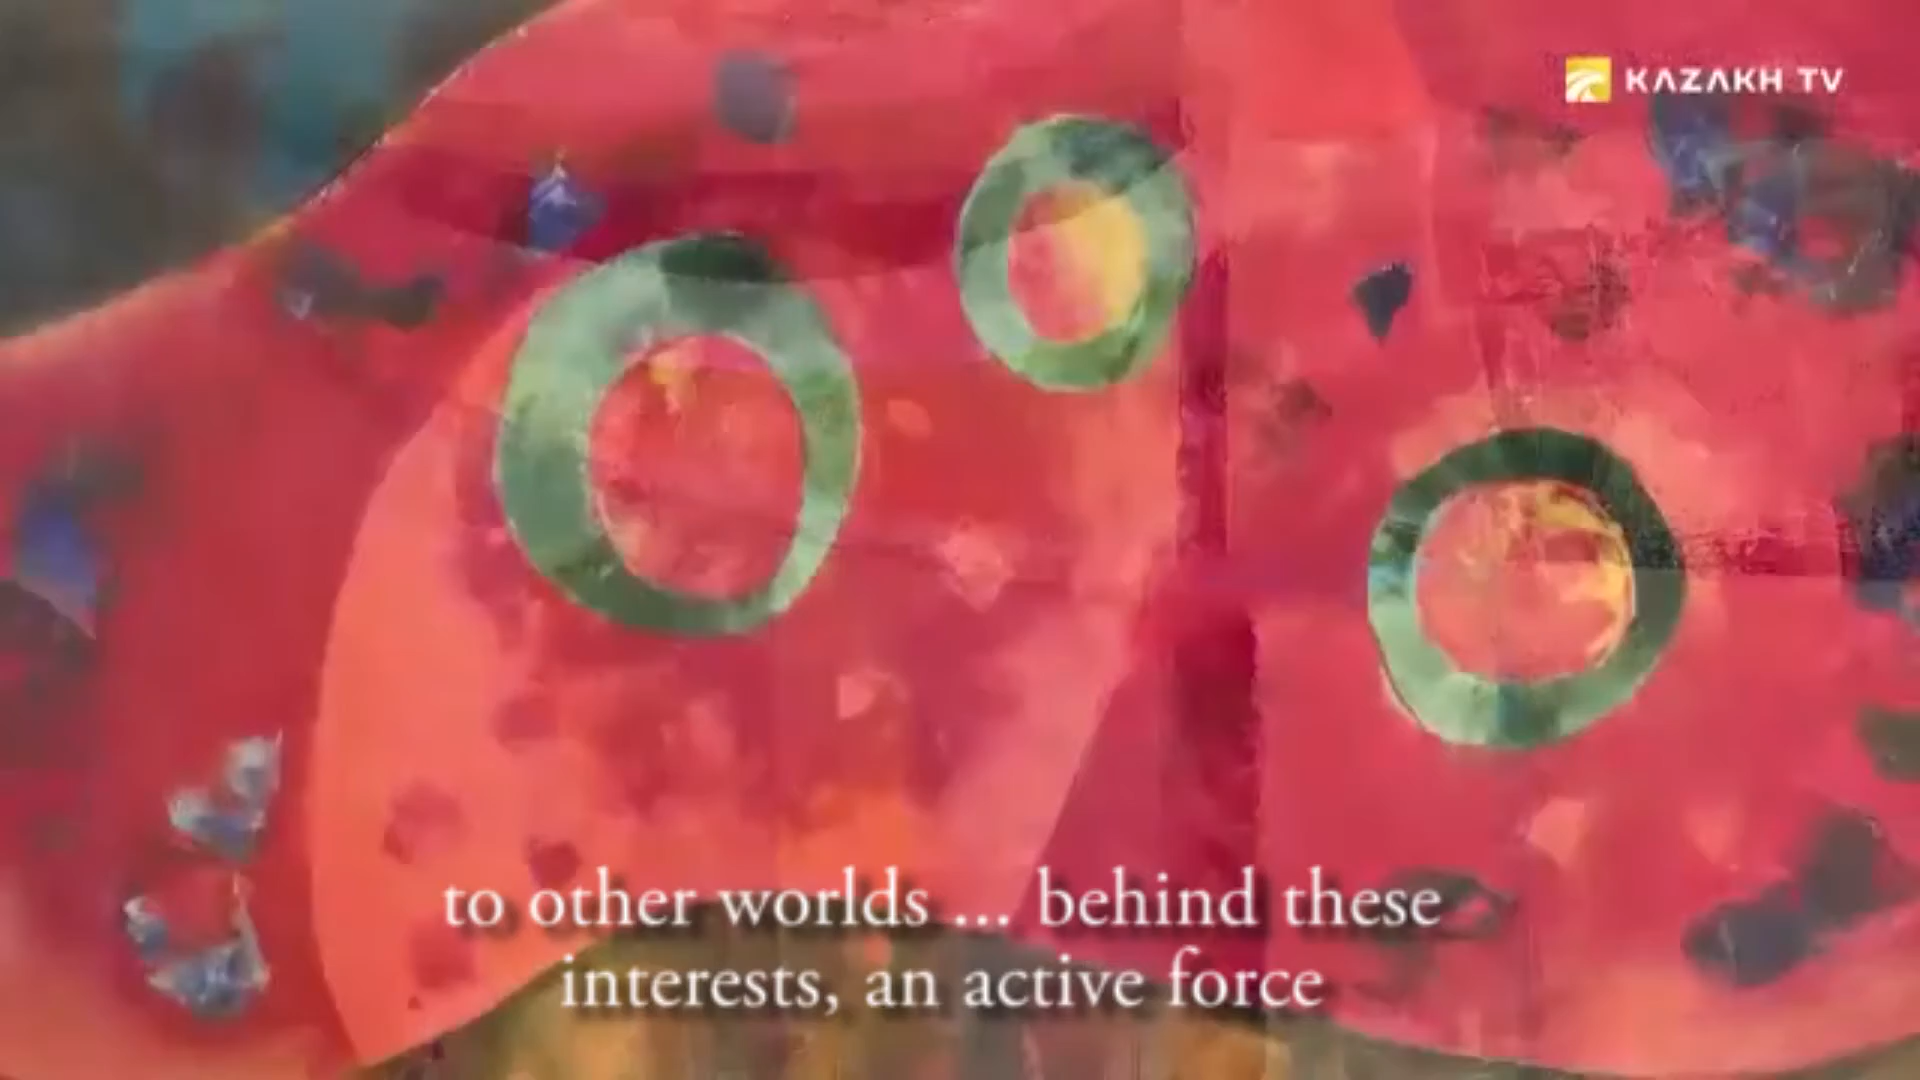 KAZAKH TV
to other worlds ... behind these
interests, an active force